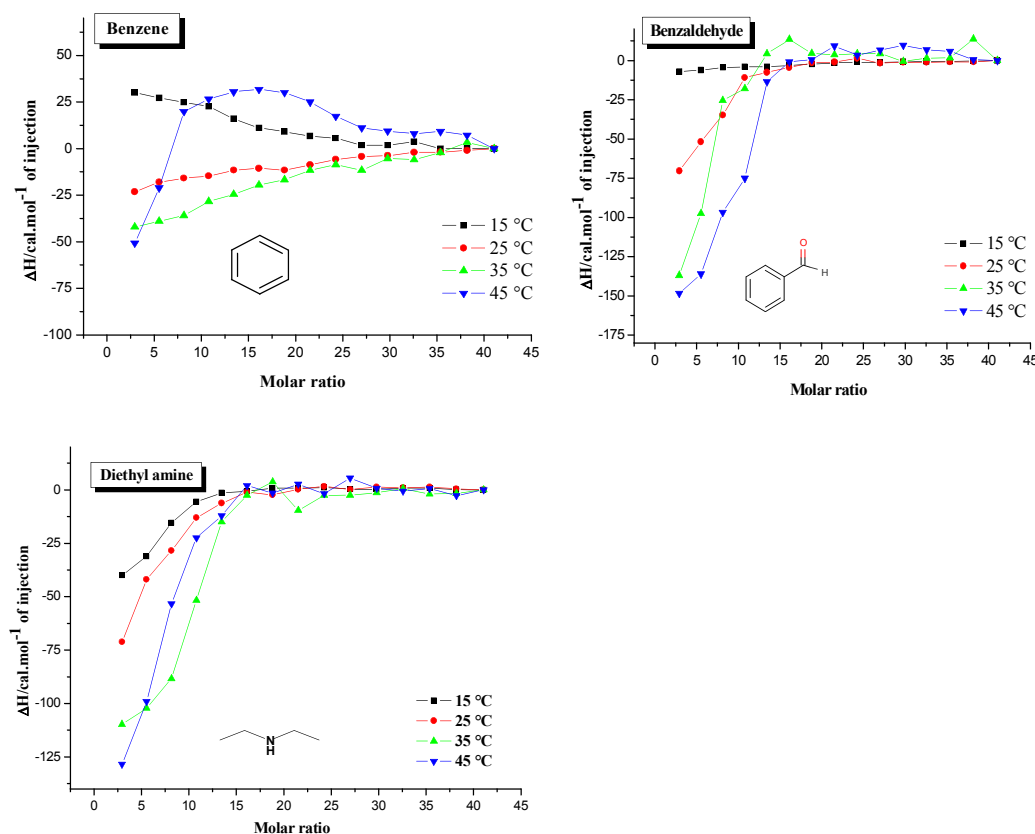 Benzene
ΔH/cal.mol⁻¹ of injection
50
25
0
-25
-50
-75
-100
15 °C
25 °C
35 °C
45 °C
0 5 10 15 20 25 30 35 40 45
Molar ratio
Benzaldehyde
ΔH/cal.mol⁻¹ of injection
0
-25
-50
-75
-100
-125
-150
-175
O
H
15 °C
25 °C
35 °C
45 °C
0 5 10 15 20 25 30 35 40 45
Molar ratio
Diethyl amine
ΔH/cal.mol⁻¹ of injection
0
-25
-50
-75
-100
-125
N
H
15 °C
25 °C
35 °C
45 °C
0 5 10 15 20 25 30 35 40 45
Molar ratio